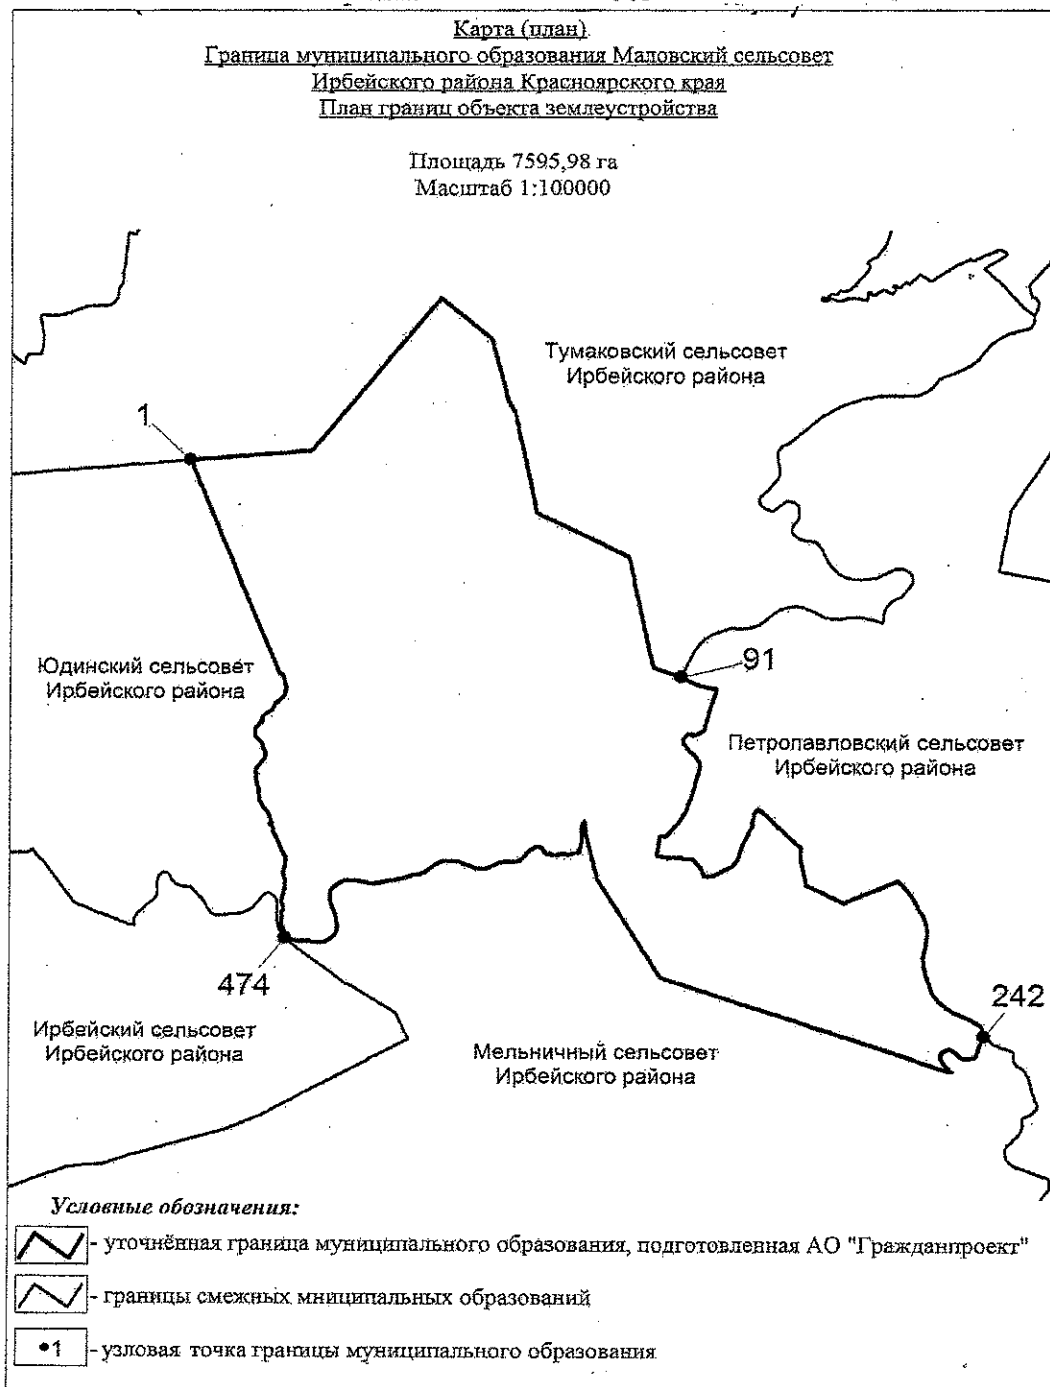 Карта (план)
Граница муниципального образования Маловский сельсовет
Ирбейского района Красноярского края
План границ объекта землеустройства
Площадь 7595,98 га
Масштаб 1:100000
Тумаковский сельсовет
Ирбейского района
1
91
Юдинский сельсовет
Ирбейского района
Петропавловский сельсовет
Ирбейского района
474
242
Ирбейский сельсовет
Ирбейского района
Мельничный сельсовет
Ирбейского района
Условные обозначения:
- уточнённая граница муниципального образования, подготовленная АО "Гражданпроект"
- границы смежных мниципальных образований
•1 - узловая точка границы муниципального образования